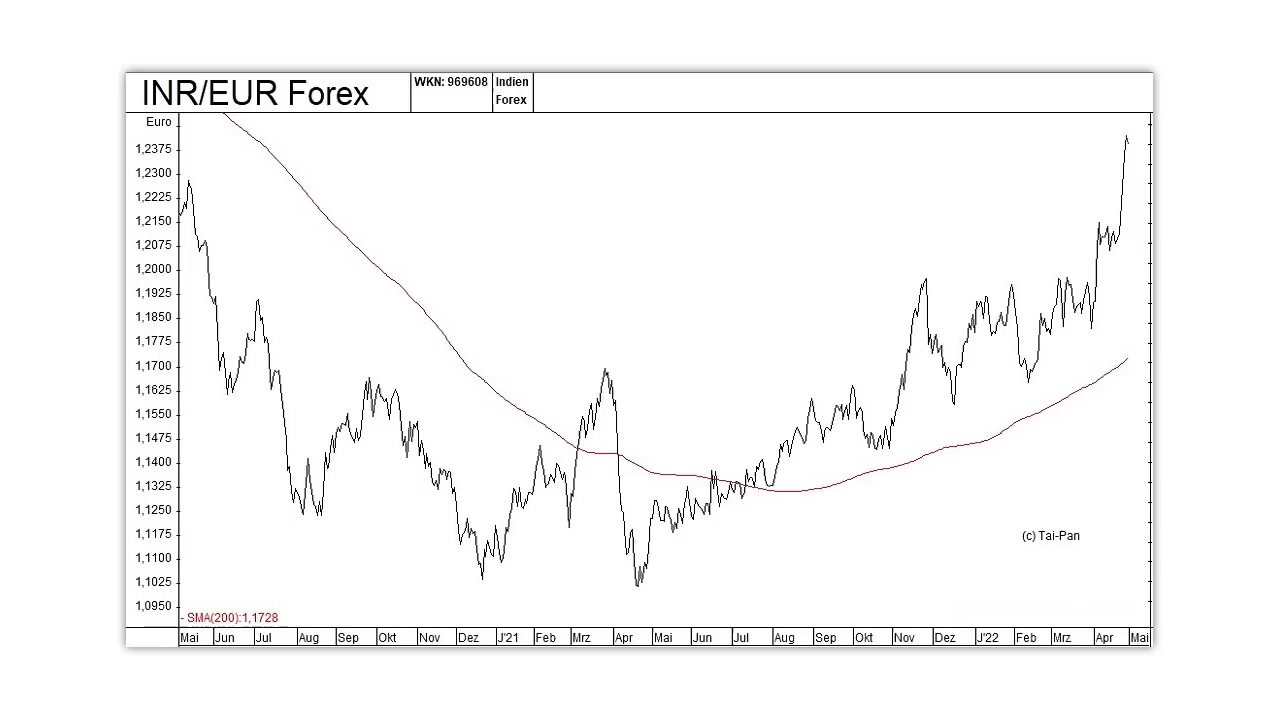 INR/EUR Forex
WKN: 969608
Indien
Forex
Euro
1,2375
1,2300
1,2225
1,2150
1,2075
1,2000
1,1925
1,1850
1,1775
1,1700
1,1625
1,1550
1,1475
1,1400
1,1325
1,1250
1,1175
1,1100
1,1025
1,0950
(c) Tai-Pan
- SMA(200):1,1728
Mai Jun Jul Aug Sep Okt Nov Dez J'21 Feb Mrz Apr Mai Jun Jul Aug Sep Okt Nov Dez J'22 Feb Mrz Apr Mai